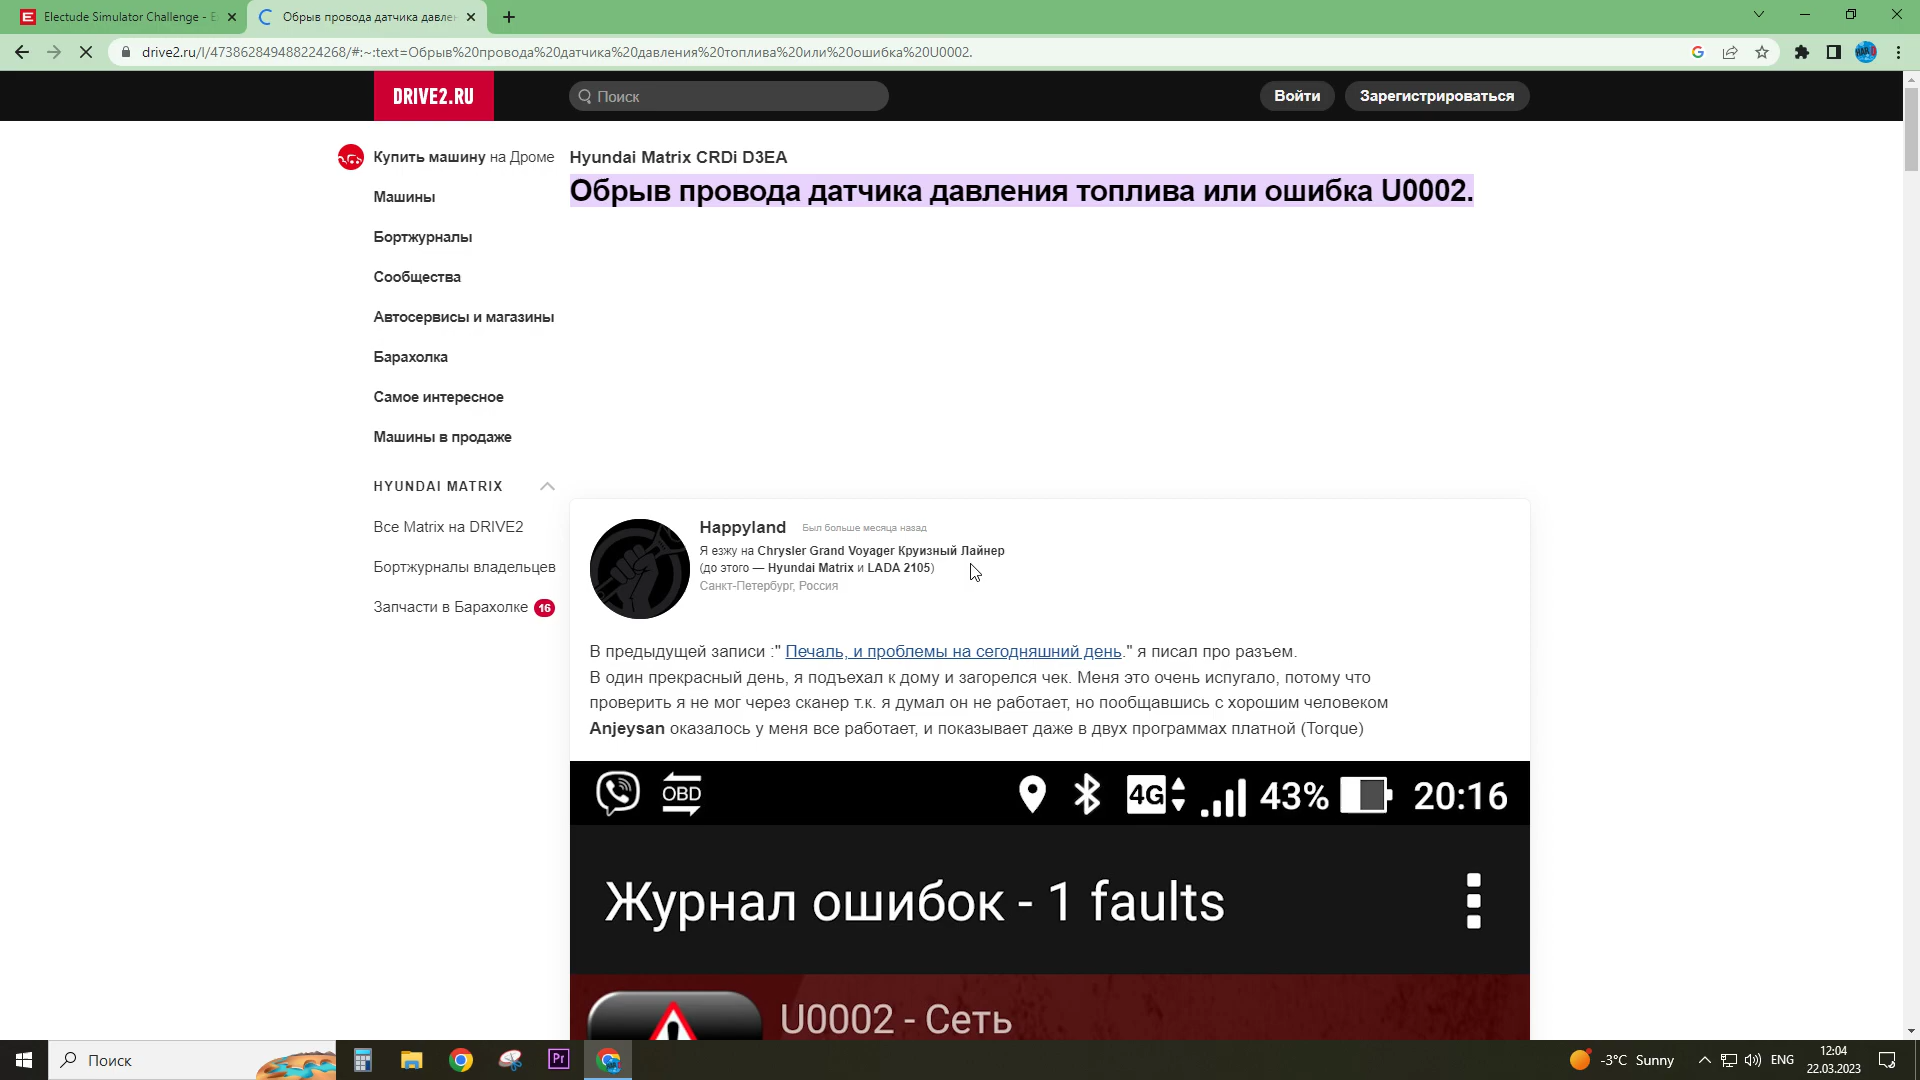 Electude Simulator Challenge - E
Обрыв провода датчика давлен
drive2.ru/l/473862849488224268/#:~:text=Обрыв%20провода%20датчика%20давления%20топлива%20или%20ошибка%20U0002.
DRIVE2.RU
Поиск
Войти
Зарегистрироваться
Купить машину на Дроме
Машины
Бортжурналы
Сообщества
Автосервисы и магазины
Барахолка
Самое интересное
Машины в продаже
HYUNDAI MATRIX
Все Matrix на DRIVE2
Бортжурналы владельцев
Запчасти в Барахолке 16
Hyundai Matrix CRDi D3EA
Обрыв провода датчика давления топлива или ошибка U0002.
Happyland Был больше месяца назад
Я езжу на Chrysler Grand Voyager Круизный Лайнер
(до этого — Hyundai Matrix и LADA 2105)
Санкт-Петербург, Россия
В предыдущей записи :" Печаль, и проблемы на сегодняшний день." я писал про разъем.
В один прекрасный день, я подъехал к дому и загорелся чек. Меня это очень испугало, потому что
проверить я не мог через сканер т.к. я думал он не работает, но пообщавшись с хорошим человеком
Anjeysan оказалось у меня все работает, и показывает даже в двух программах платной (Torque)
OBD 4G 43% 20:16
Журнал ошибок - 1 faults
U0002 - Сеть
Поиск
Pr
-3°C Sunny
ENG
12:04
22.03.2023